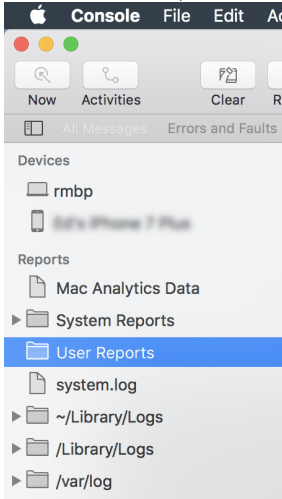 Console File Edit
Now Activities Clear
All Messages Errors and Faults
Devices
rmbp
Reports
Mac Analytics Data
System Reports
User Reports
system.log
~/Library/Logs
/Library/Logs
/var/log